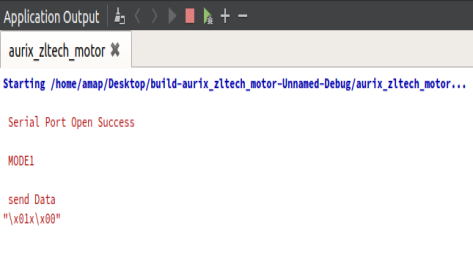 Application Output
aurix_zltech_motor
Starting /home/amap/Desktop/build-aurix_zltech_motor-Unnamed-Debug/aurix_zltech_motor...
Serial Port Open Success
MODE1
send Data
"\x01x\x00"